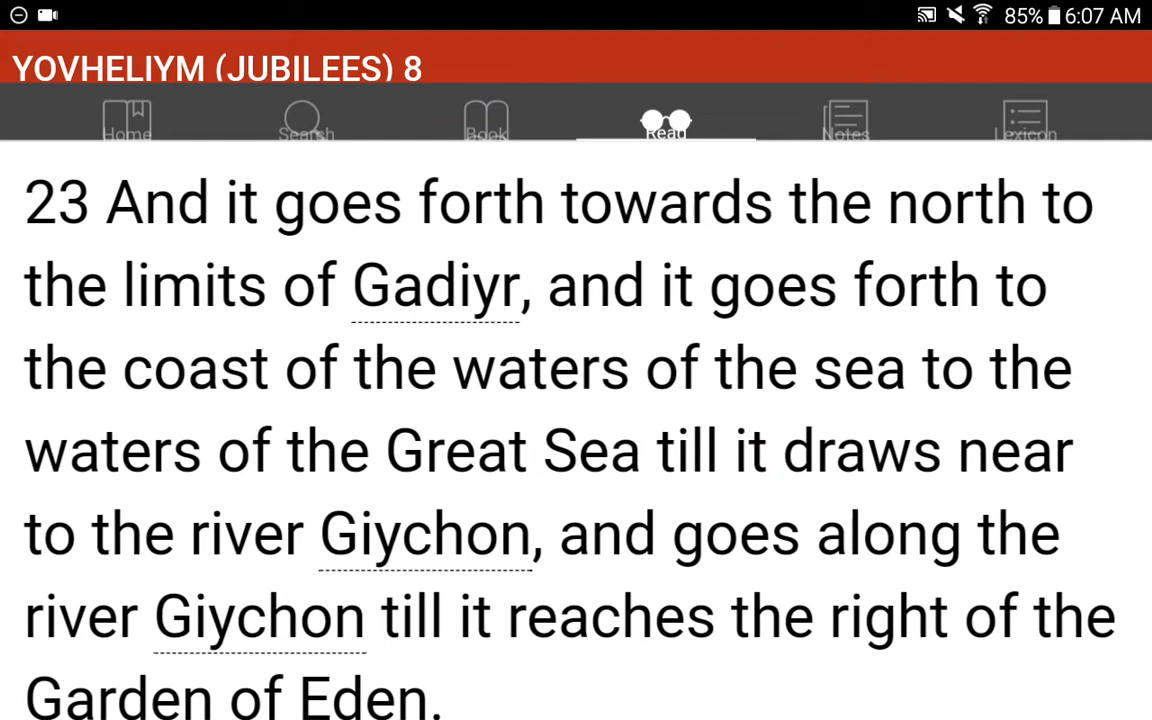 85% 6:07 AM
YOVHELIYM (JUBILEES) 8
Home Search Book Read Notes Lexicon
23 And it goes forth towards the north to
the limits of Gadiyr, and it goes forth to
the coast of the waters of the sea to the
waters of the Great Sea till it draws near
to the river Giychon, and goes along the
river Giychon till it reaches the right of the
Garden of Eden.